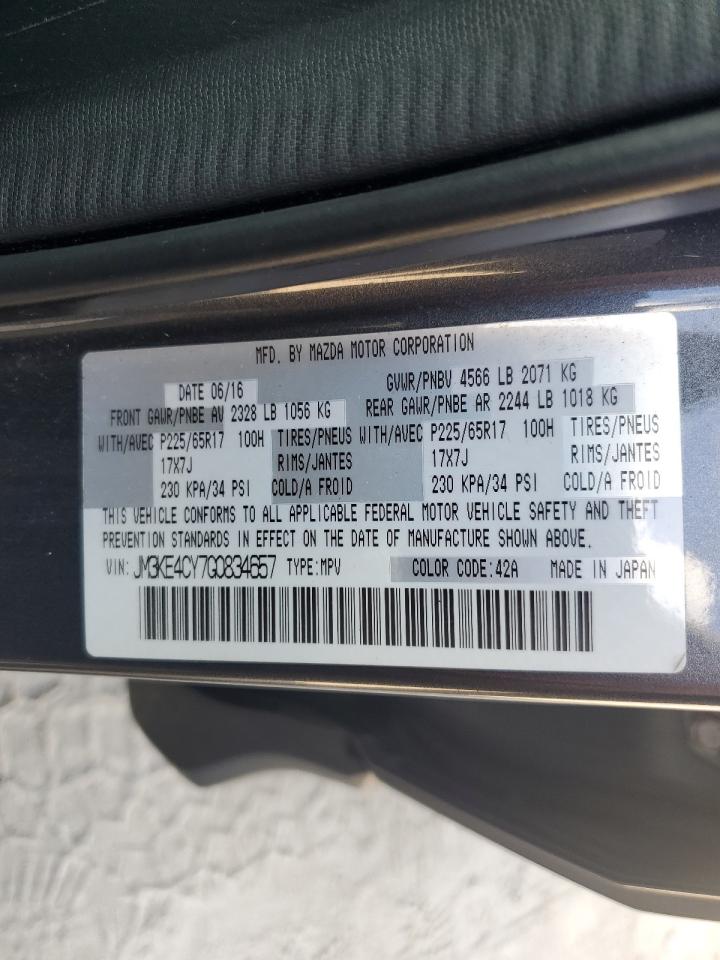 MFD. BY MAZDA MOTOR CORPORATION
DATE 06/16 GVWR/PNBV 4566 LB 2071 KG
FRONT GAWR/PNBE AV 2328 LB 1056 KG REAR GAWR/PNBE AR 2244 LB 1018 KG
WITH/AVEC P225/65R17 100H TIRES/PNEUS WITH/AVEC P225/65R17 100H TIRES/PNEUS
17X7J RIMS/JANTES 17X7J RIMS/JANTES
230 KPA/34 PSI COLD/A FROID 230 KPA/34 PSI COLD/A FROID
THIS VEHICLE CONFORMS TO ALL APPLICABLE FEDERAL MOTOR VEHICLE SAFETY AND THEFT
PREVENTION STANDARDS IN EFFECT ON THE DATE OF MANUFACTURE SHOWN ABOVE.
VIN: JM3KE4CY7G0834657 TYPE:MPV COLOR CODE:42A MADE IN JAPAN